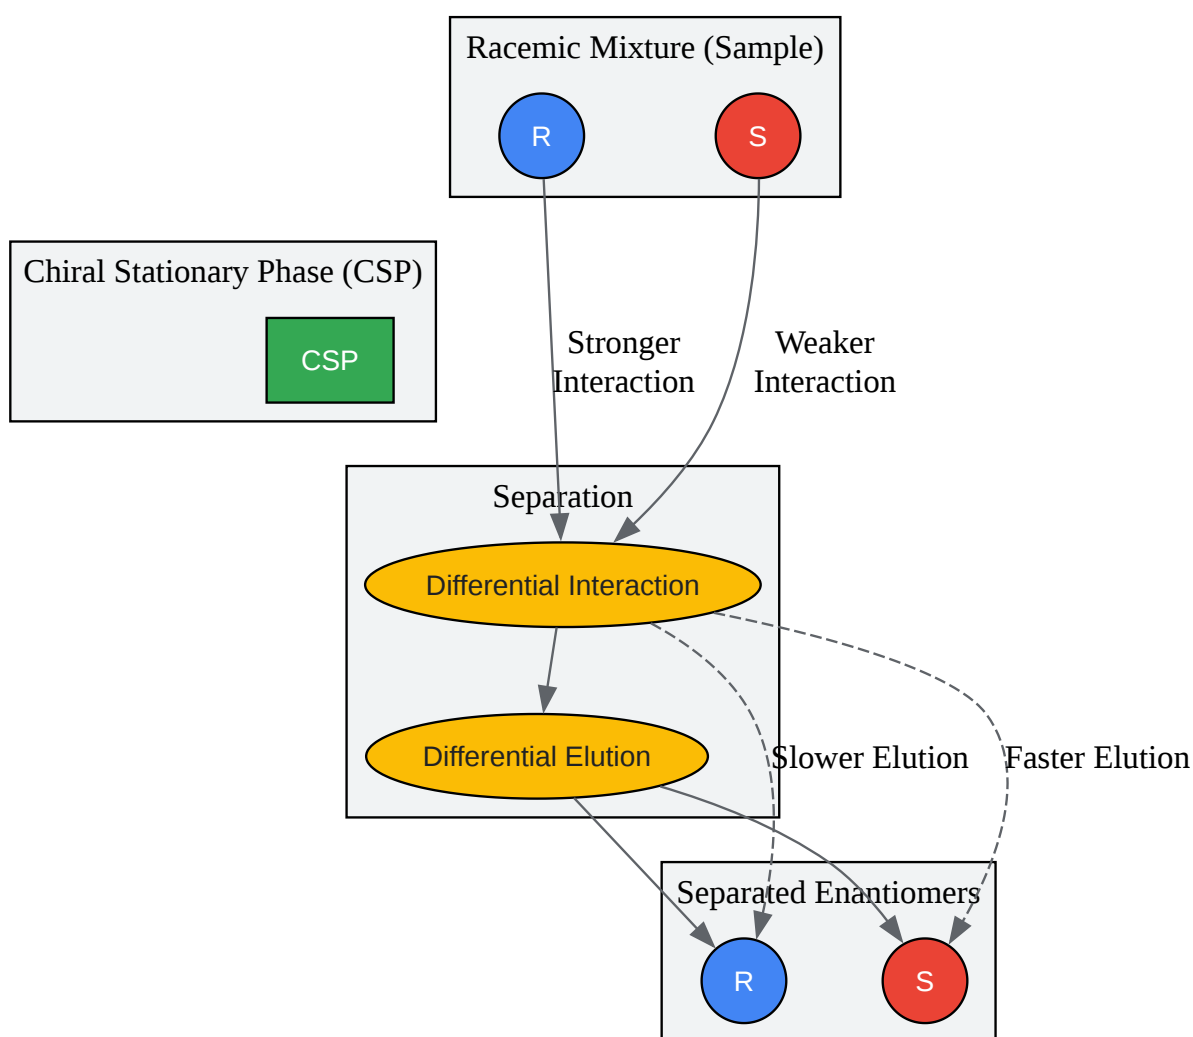 Racemic Mixture (Sample)
R
S
Chiral Stationary Phase (CSP)
CSP
Stronger
Interaction
Weaker
Interaction
Separation
Differential Interaction
Differential Elution
Slower Elution
Faster Elution
Separated Enantiomers
R
S